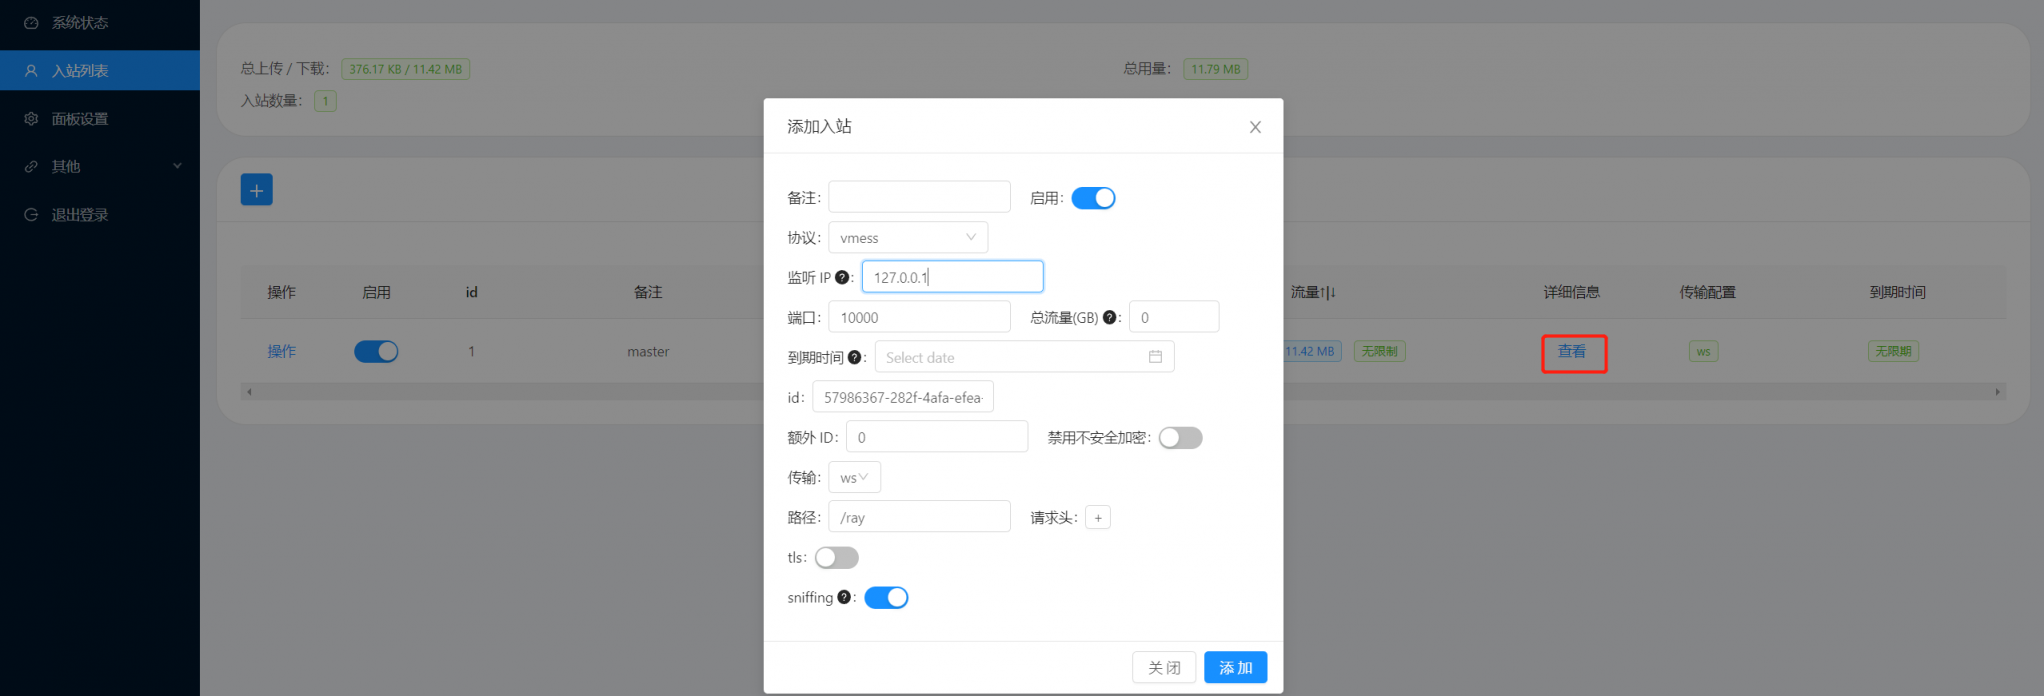 系统状态
入站列表
面板设置
其他
退出登录
总上传 / 下载： 376.17 KB / 11.42 MB
总用量： 11.79 MB
入站数量： 1
+
操作 启用 id 备注 流量↑|↓ 详细信息 传输配置 到期时间
操作 1 master 11.42 MB 无限制 查看 ws 无限期
添加入站
备注： 启用：
协议： vmess
监听 IP ?： 127.0.0.1
端口： 10000 总流量(GB) ?： 0
到期时间 ?： Select date
id： 57986367-282f-4afa-efea-
额外 ID： 0 禁用不安全加密：
传输： ws
路径： /ray 请求头： +
tls：
sniffing ?：
关 闭 添 加